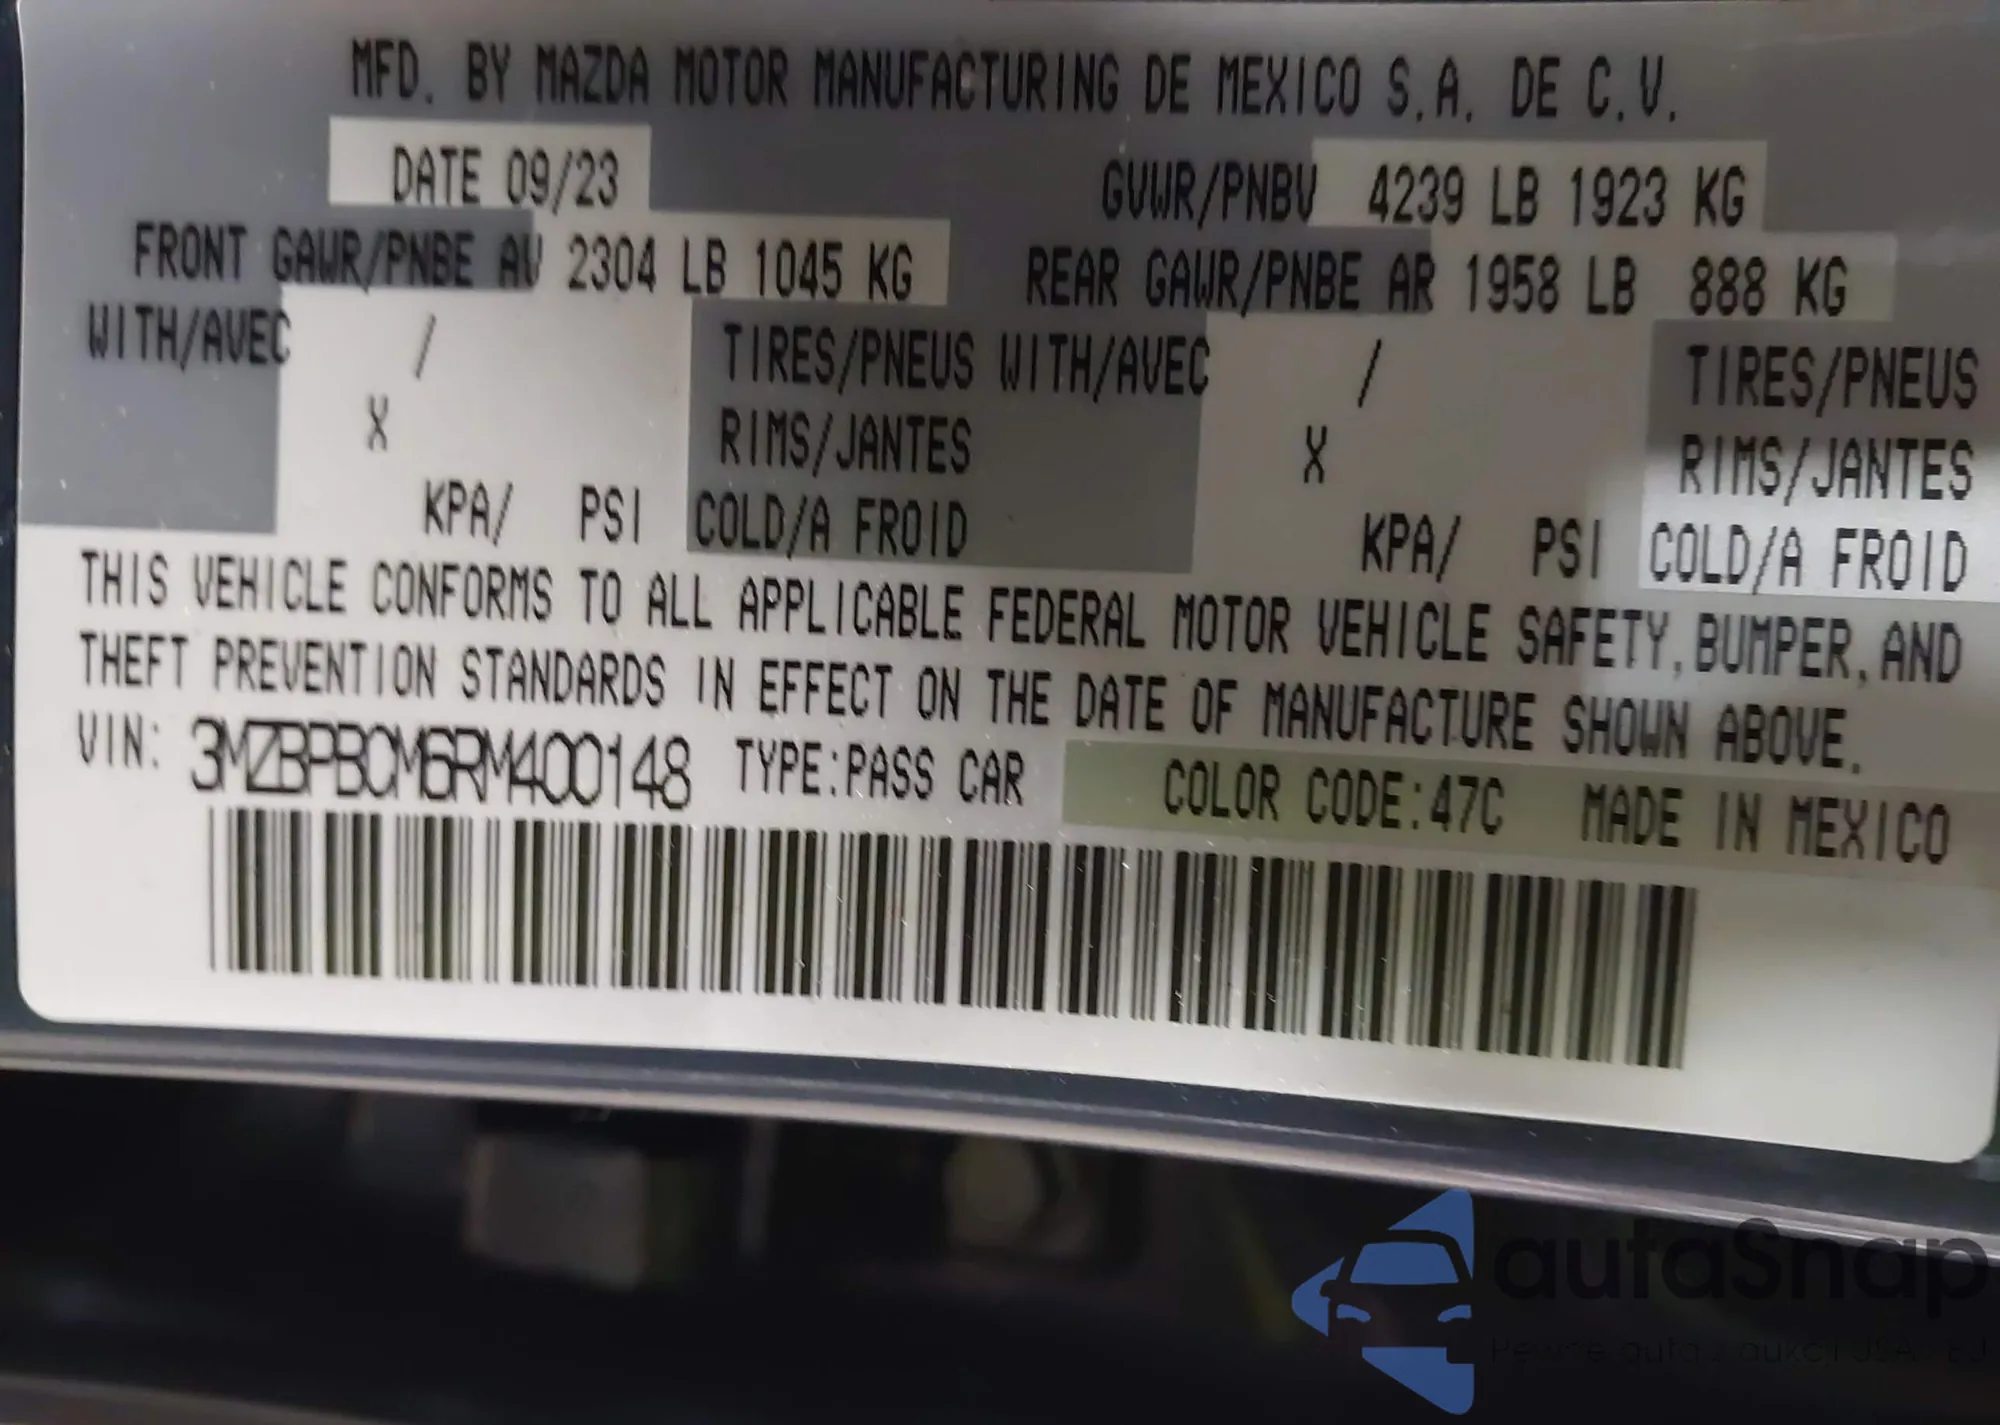 MFD. BY MAZDA MOTOR MANUFACTURING DE MEXICO S.A. DE C.V.
DATE 09/23 GVWR/PNBV 4239 LB 1923 KG
FRONT GAWR/PNBE AV 2304 LB 1045 KG REAR GAWR/PNBE AR 1958 LB 888 KG
WITH/AVEC / TIRES/PNEUS WITH/AVEC / TIRES/PNEUS
X RIMS/JANTES X RIMS/JANTES
KPA/ PSI COLD/A FROID KPA/ PSI COLD/A FROID
THIS VEHICLE CONFORMS TO ALL APPLICABLE FEDERAL MOTOR VEHICLE SAFETY, BUMPER, AND
THEFT PREVENTION STANDARDS IN EFFECT ON THE DATE OF MANUFACTURE SHOWN ABOVE.
VIN: 3MZBPBCM6RM400148 TYPE:PASS CAR COLOR CODE:47C MADE IN MEXICO
autaSnap